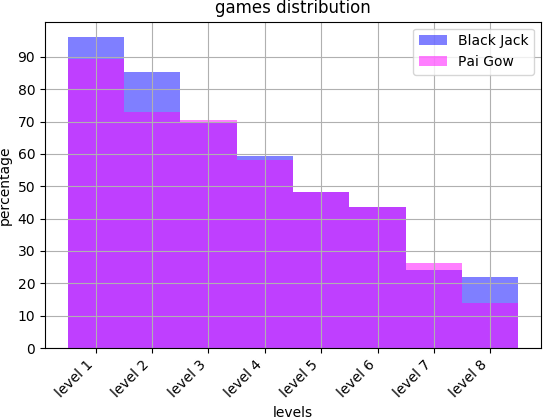 games distribution
Black Jack
Pai Gow
percentage
90
80
70
60
50
40
30
20
10
0
level 1
level 2
level 3
level 4
level 5
level 6
level 7
level 8
levels